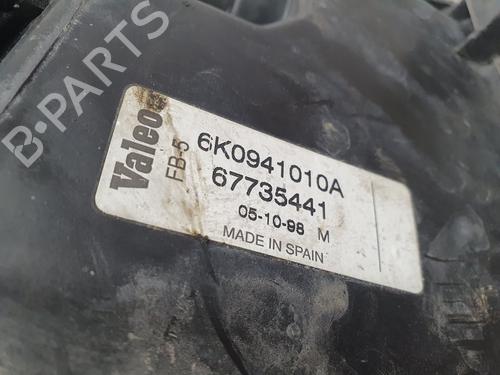 B-PARTS
Valeo
FB-5
6K0941010A
67735441
05-10-98 M
MADE IN SPAIN